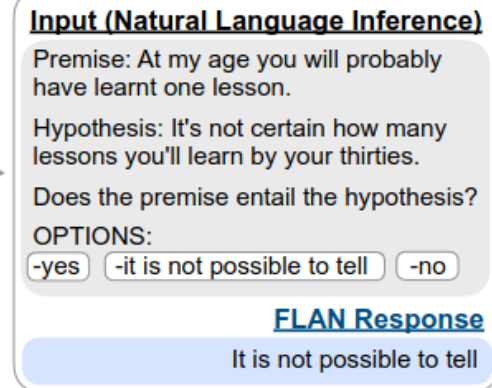 Input (Natural Language Inference)
Premise: At my age you will probably
have learnt one lesson.
Hypothesis: It's not certain how many
lessons you'll learn by your thirties.
Does the premise entail the hypothesis?
OPTIONS:
-yes -it is not possible to tell -no
FLAN Response
It is not possible to tell